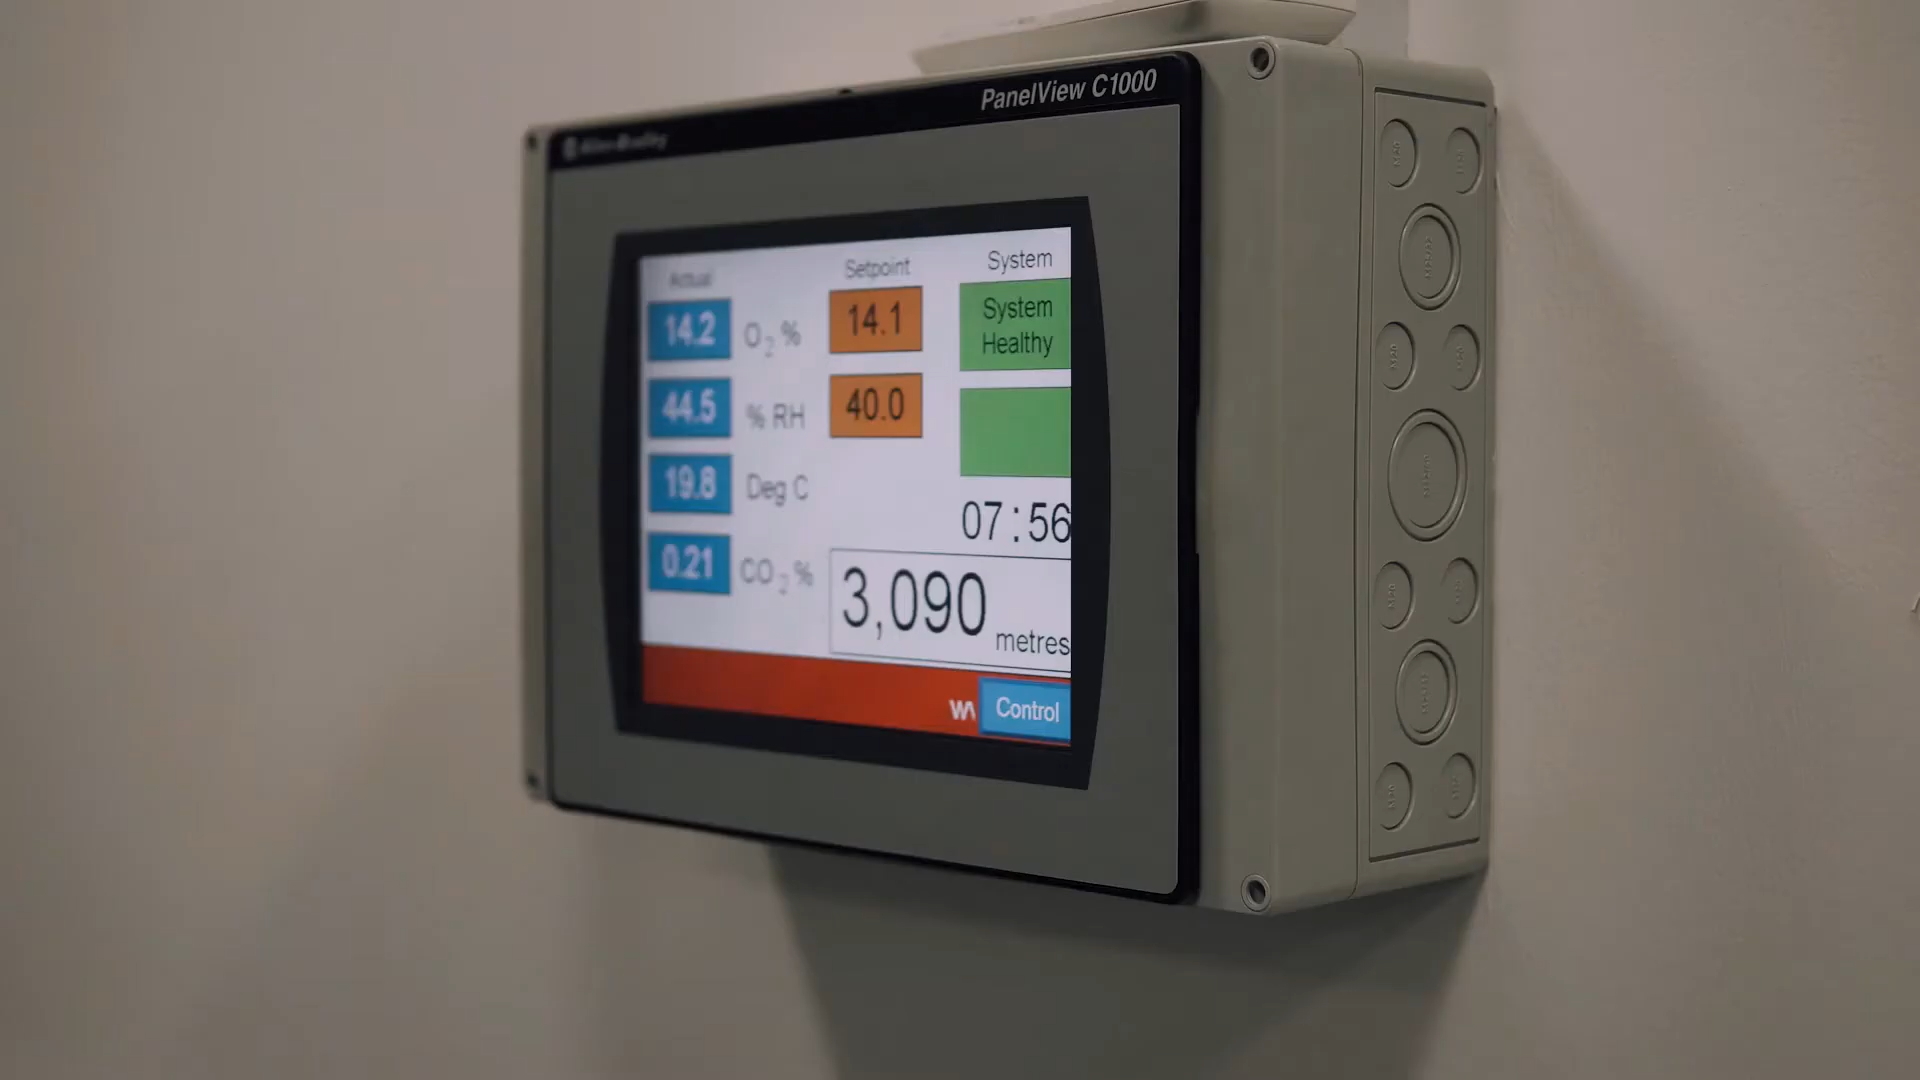 PanelView C1000
Allen-Bradley
Actual Setpoint System
14.2 O2 % 14.1 System
Healthy
44.5 % RH 40.0
19.8 Deg C
07:56
0.21 CO2 %
3,090 metres
Control